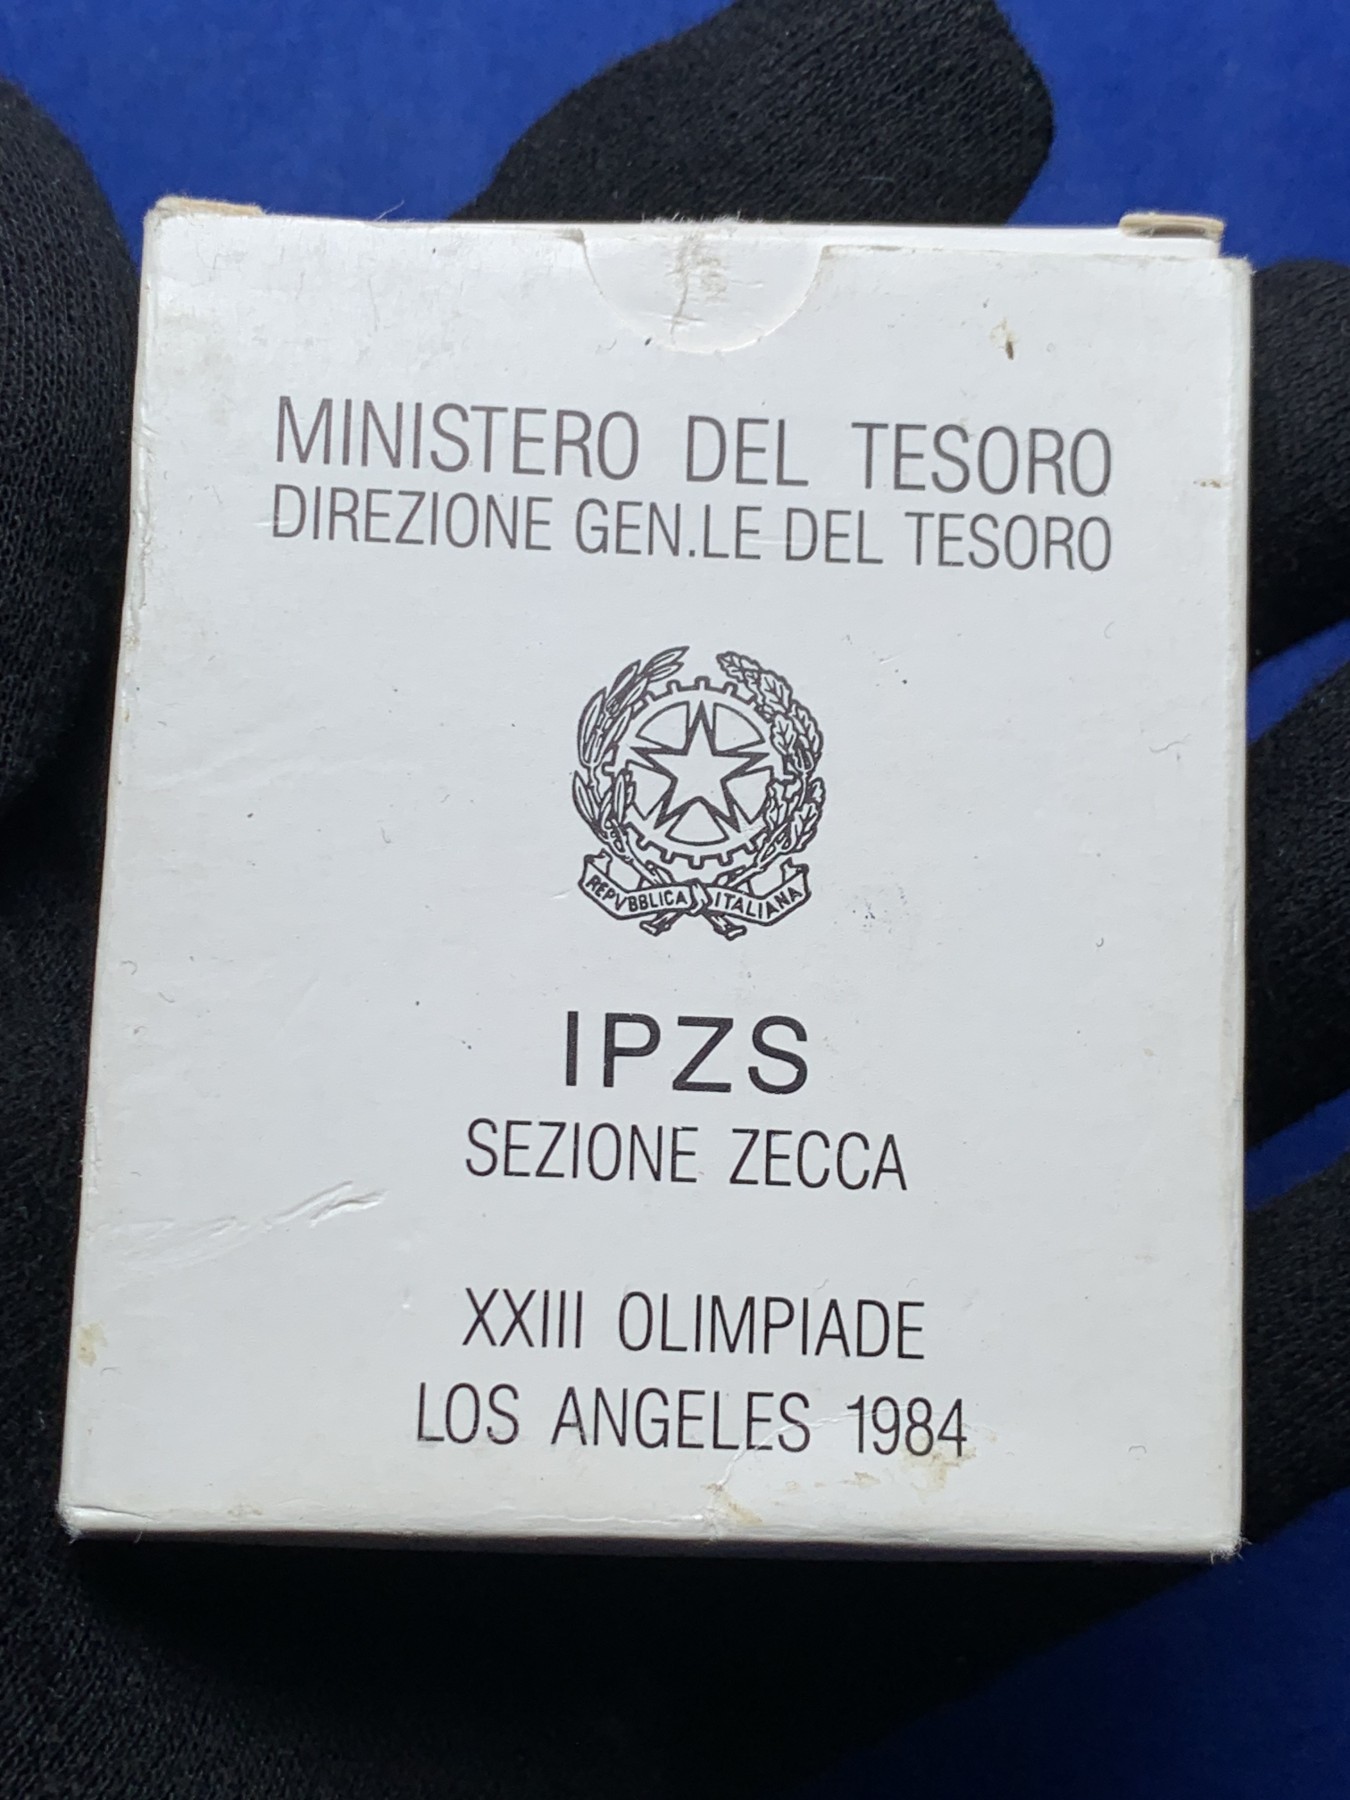 MINISTERO DEL TESORO
DIREZIONE GEN.LE DEL TESORO
REPVBBLICA ITALIANA
IPZS
SEZIONE ZECCA
XXIII OLIMPIADE
LOS ANGELES 1984